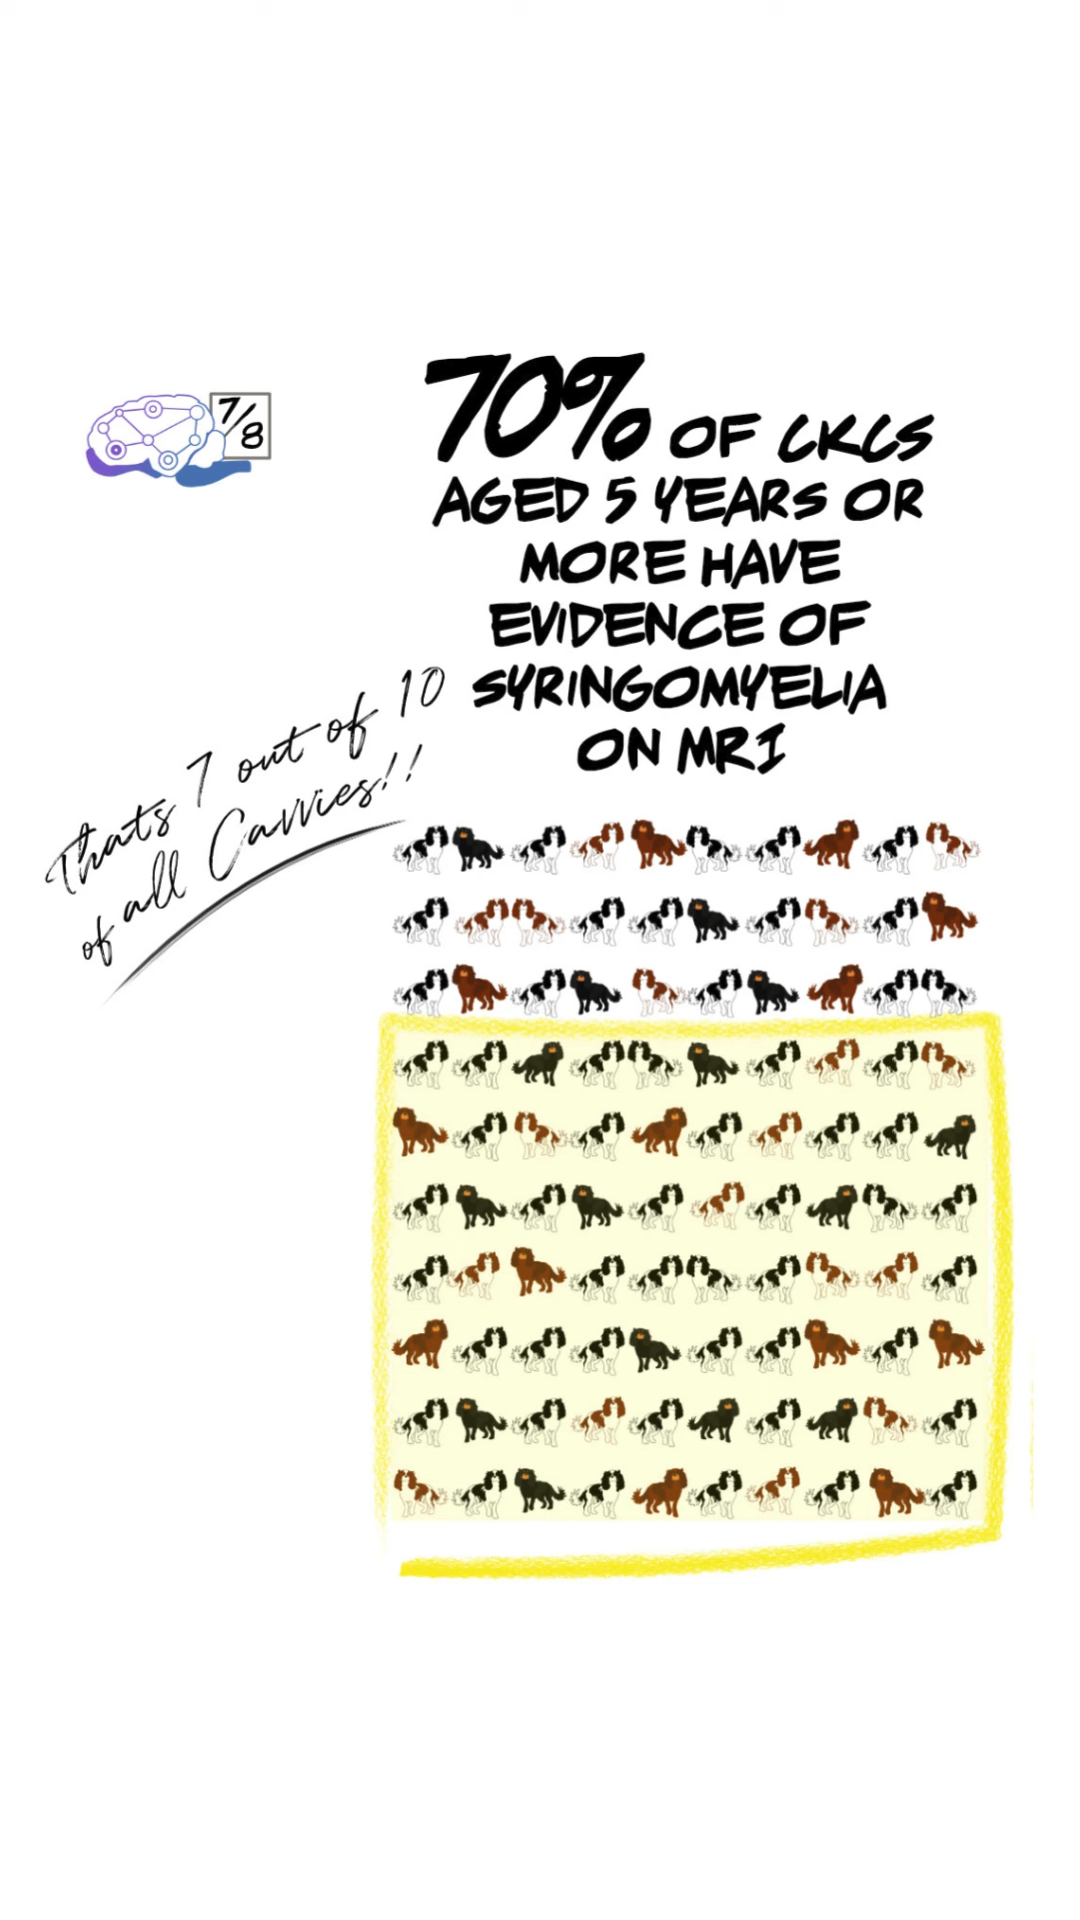 7/8
70% OF CKCS
AGED 5 YEARS OR
MORE HAVE
EVIDENCE OF
SYRINGOMYELIA
ON MRI
Thats 7 out of 10
of all Cavvies!!